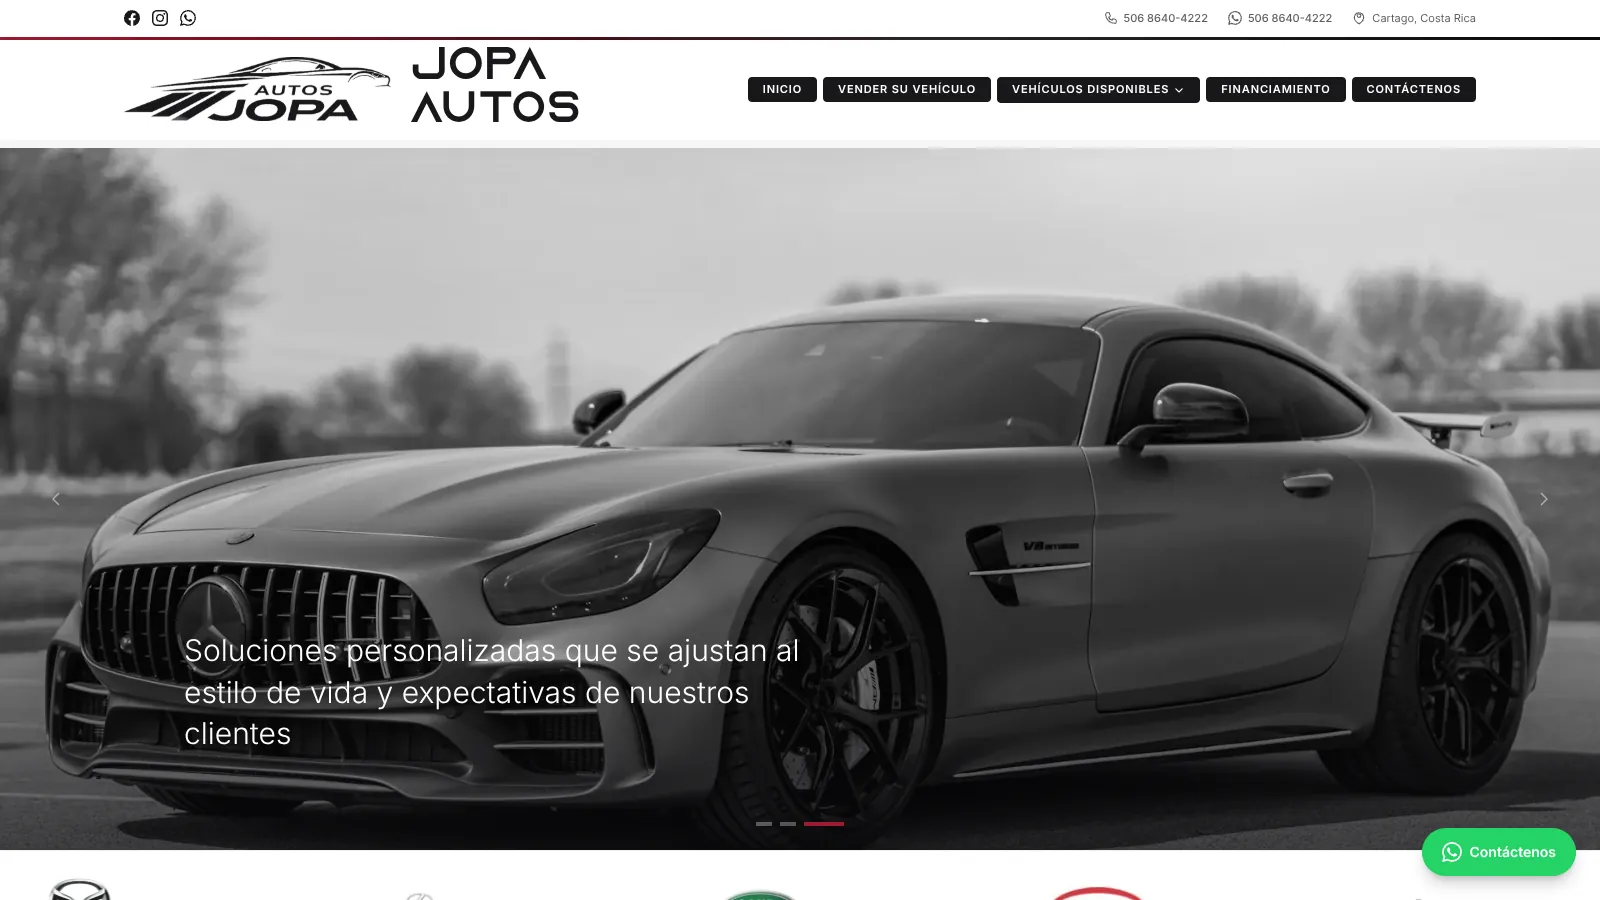 506 8640-4222
506 8640-4222
Cartago, Costa Rica
AUTOS
JOPA
JOPA
AUTOS
INICIO
VENDER SU VEHÍCULO
VEHÍCULOS DISPONIBLES
FINANCIAMIENTO
CONTÁCTENOS
Soluciones personalizadas que se ajustan al
estilo de vida y expectativas de nuestros
clientes
Contáctenos